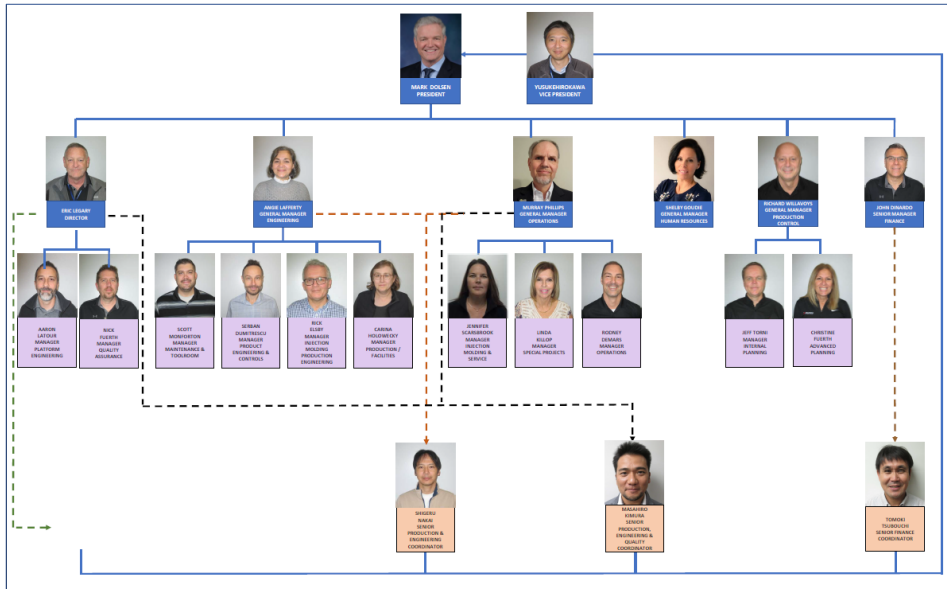 MARK DOLSEN
PRESIDENT
YUSUKEHIROKAWA
VICE PRESIDENT
ERIC LEGARY
DIRECTOR
ANGIE LAFFERTY
GENERAL MANAGER
ENGINEERING
MURRAY PHILLIPS
GENERAL MANAGER
OPERATIONS
SHELBY GOUDIE
GENERAL MANAGER
HUMAN RESOURCES
RICHARD WILLAVOYS
GENERAL MANAGER
PRODUCTION
CONTROL
JOHN DINARDO
SENIOR MANAGER
FINANCE
AARON
LATOUR
MANAGER
PLATFORM
ENGINEERING
RICK
FUERTH
MANAGER
QUALITY
ASSURANCE
SCOTT
MONFORTON
MANAGER
MAINTENANCE &
TOOLROOM
SERBAN
DUMITRESCU
MANAGER
PRODUCT
ENGINEERING &
CONTROLS
RICK
ELSBY
MANAGER
INJECTION
MOLDING
PRODUCTION
ENGINEERING
CARINA
HOLOWECKY
MANAGER
PRODUCTION /
FACILITIES
JENNIFER
SCARSBROOK
MANAGER
INJECTION
MOLDING &
SERVICE
LINDA
KILLOP
MANAGER
SPECIAL PROJECTS
RODNEY
DEMARS
MANAGER
OPERATIONS
JEFF TORNI
MANAGER
INTERNAL
PLANNING
CHRISTINE
FUERTH
ADVANCED
PLANNING
SHIGERU
NAKAI
SENIOR
PRODUCTION &
ENGINEERING
COORDINATOR
MASAHIRO
KIMURA
SENIOR
PRODUCTION,
ENGINEERING &
QUALITY
COORDINATOR
TOMOKI
TSUBOUCHI
SENIOR FINANCE
COORDINATOR